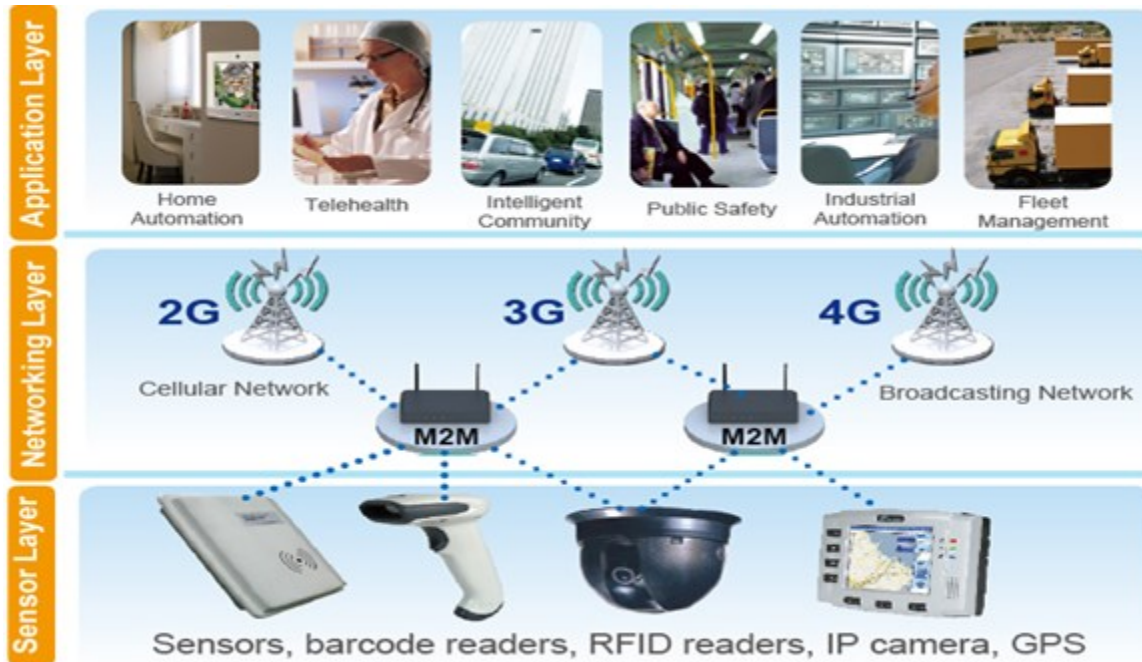 Application Layer
Home
Automation
Telehealth
Intelligent
Community
Public Safety
Industrial
Automation
Fleet
Management
Networking Layer
2G
3G
4G
Cellular Network
Broadcasting Network
M2M
M2M
Sensor Layer
Sensors, barcode readers, RFID readers, IP camera, GPS